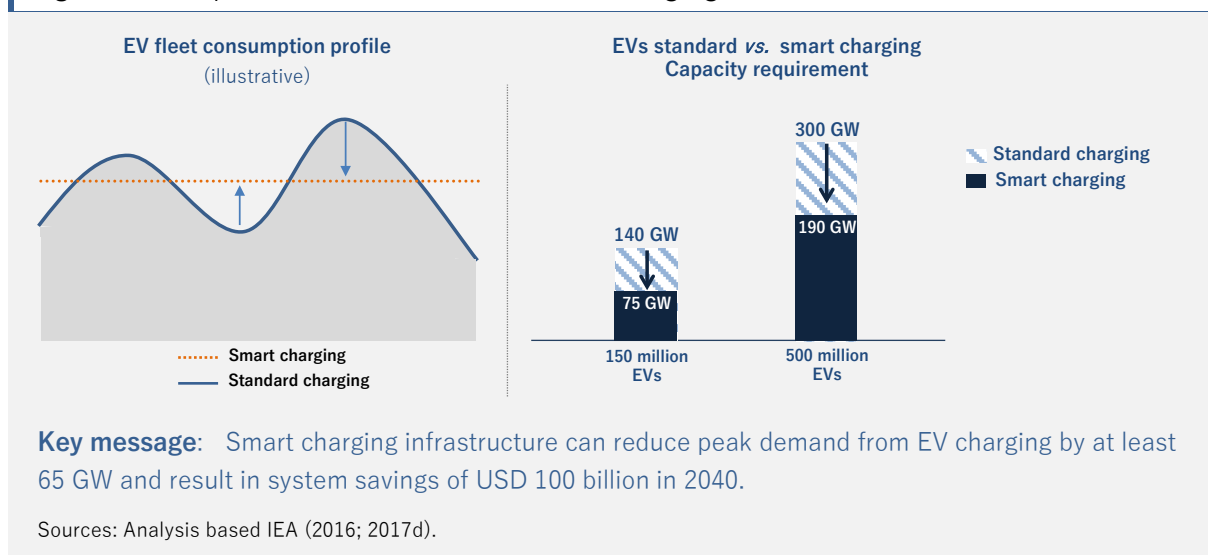 EV fleet consumption profile
(illustrative)
Smart charging
Standard charging
EVs standard vs. smart charging
Capacity requirement
300 GW
190 GW
140 GW
75 GW
150 million
EVs
500 million
EVs
Standard charging
Smart charging
Key message: Smart charging infrastructure can reduce peak demand from EV charging by at least
65 GW and result in system savings of USD 100 billion in 2040.
Sources: Analysis based IEA (2016; 2017d).